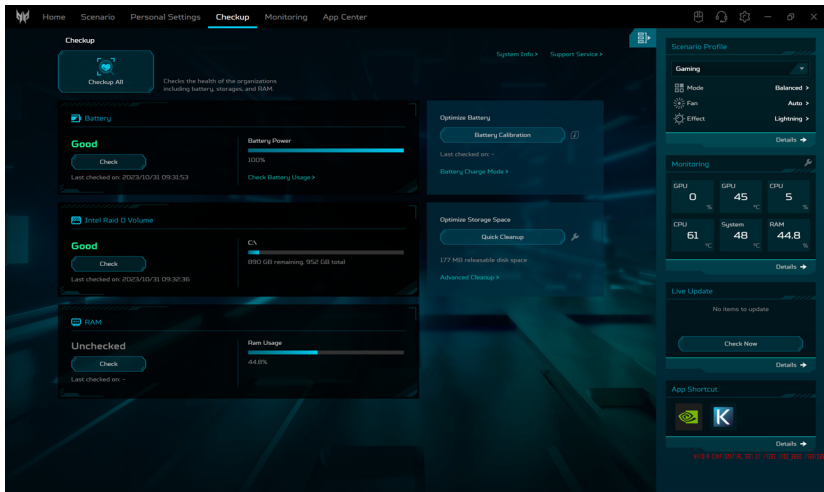 Home Scenario Personal Settings Checkup Monitoring App Center
Checkup
System Info > Support Service >
Checkup All
Checks the health of the organizations
including battery, storages, and RAM.
Battery
Good
Check
Last checked on: 2023/10/31 09:31:53
Battery Power
100%
Check Battery Usage >
Optimize Battery
Battery Calibration
Last checked on: -
Battery Charge Mode >
Intel Raid 0 Volume
Good
Check
Last checked on: 2023/10/31 09:32:36
C:\
890 GB remaining, 952 GB total
Optimize Storage Space
Quick Cleanup
177 MB releasable disk space
Advanced Cleanup >
RAM
Unchecked
Check
Last checked on: -
Ram Usage
44.8%
Scenario Profile
Gaming
Mode Balanced >
Fan Auto >
Effect Lightning >
Details →
Monitoring
GPU 0 %
GPU 45 °C
CPU 5 %
CPU 61 °C
System 48 °C
RAM 44.8 %
Details →
Live Update
No items to update
Check Now
Details →
App Shortcut
K
Details →